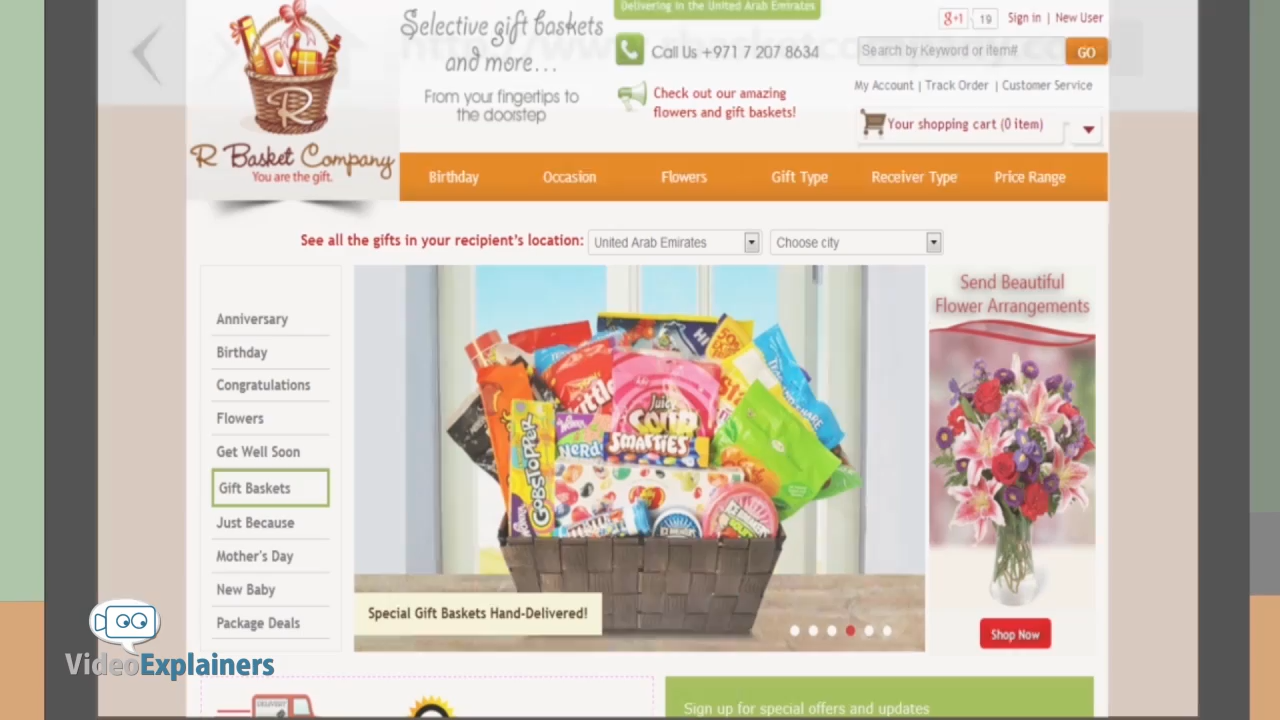 Delivering in the United Arab Emirates
Selective gift baskets
and more...
From your fingertips to
the doorstep
Call Us +971 7 207 8634
Check out our amazing
flowers and gift baskets!
g+1 19 Sign in | New User
Search by Keyword or item# GO
My Account | Track Order | Customer Service
Your shopping cart (0 item)
R
R Basket Company
You are the gift.
Birthday Occasion Flowers Gift Type Receiver Type Price Range
See all the gifts in your recipient's location: United Arab Emirates Choose city
Anniversary
Birthday
Congratulations
Flowers
Get Well Soon
Gift Baskets
Just Because
Mother's Day
New Baby
Package Deals
Juicy
SMARTIES
Nerds
GOBSTOPPER
Special Gift Baskets Hand-Delivered!
Send Beautiful
Flower Arrangements
Shop Now
DELIVERY
Sign up for special offers and updates
VideoExplainers